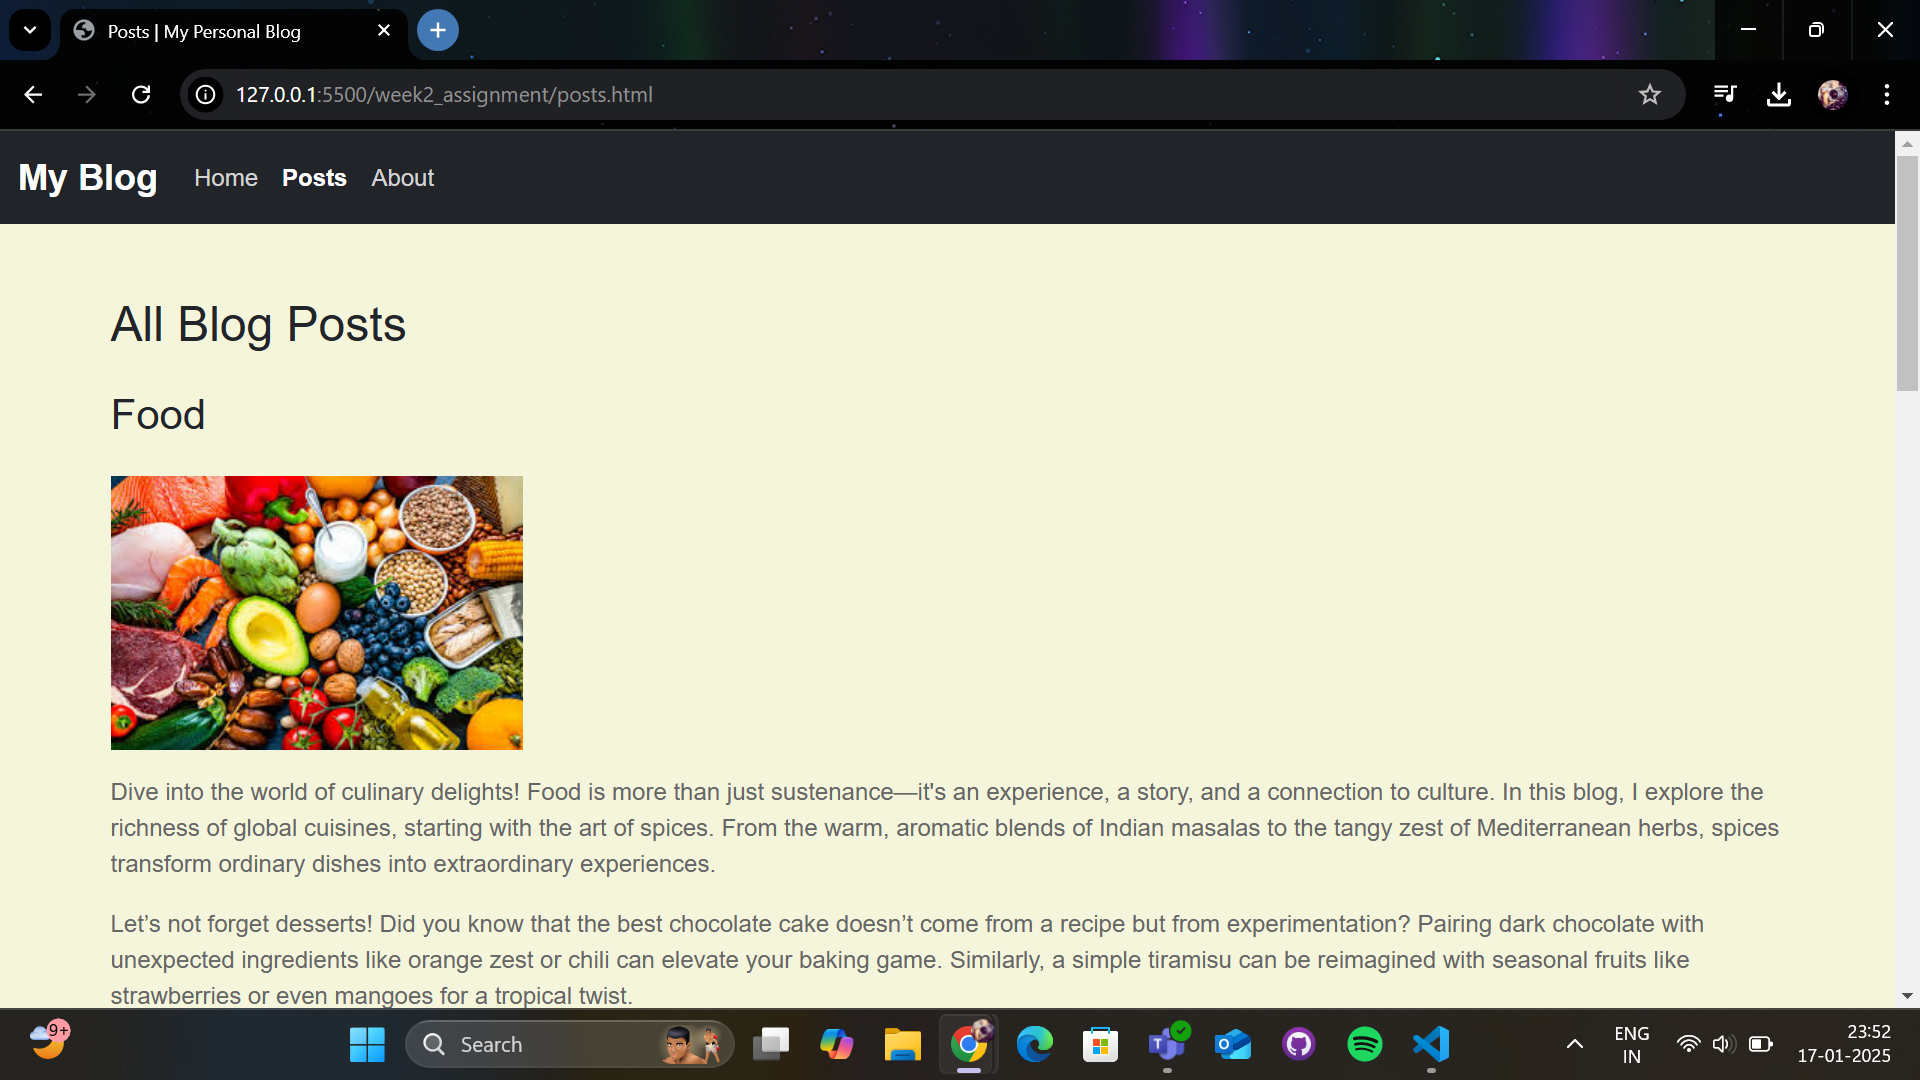 Posts | My Personal Blog
127.0.0.1:5500/week2_assignment/posts.html
My Blog
Home
Posts
About
All Blog Posts
Food
Dive into the world of culinary delights! Food is more than just sustenance—it's an experience, a story, and a connection to culture. In this blog, I explore the
richness of global cuisines, starting with the art of spices. From the warm, aromatic blends of Indian masalas to the tangy zest of Mediterranean herbs, spices
transform ordinary dishes into extraordinary experiences.
Let’s not forget desserts! Did you know that the best chocolate cake doesn’t come from a recipe but from experimentation? Pairing dark chocolate with
unexpected ingredients like orange zest or chili can elevate your baking game. Similarly, a simple tiramisu can be reimagined with seasonal fruits like
strawberries or even mangoes for a tropical twist.
9+
Search
ENG
IN
23:52
17-01-2025